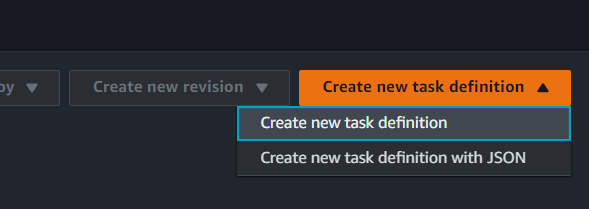 Create new revision
Create new task definition
Create new task definition
Create new task definition with JSON